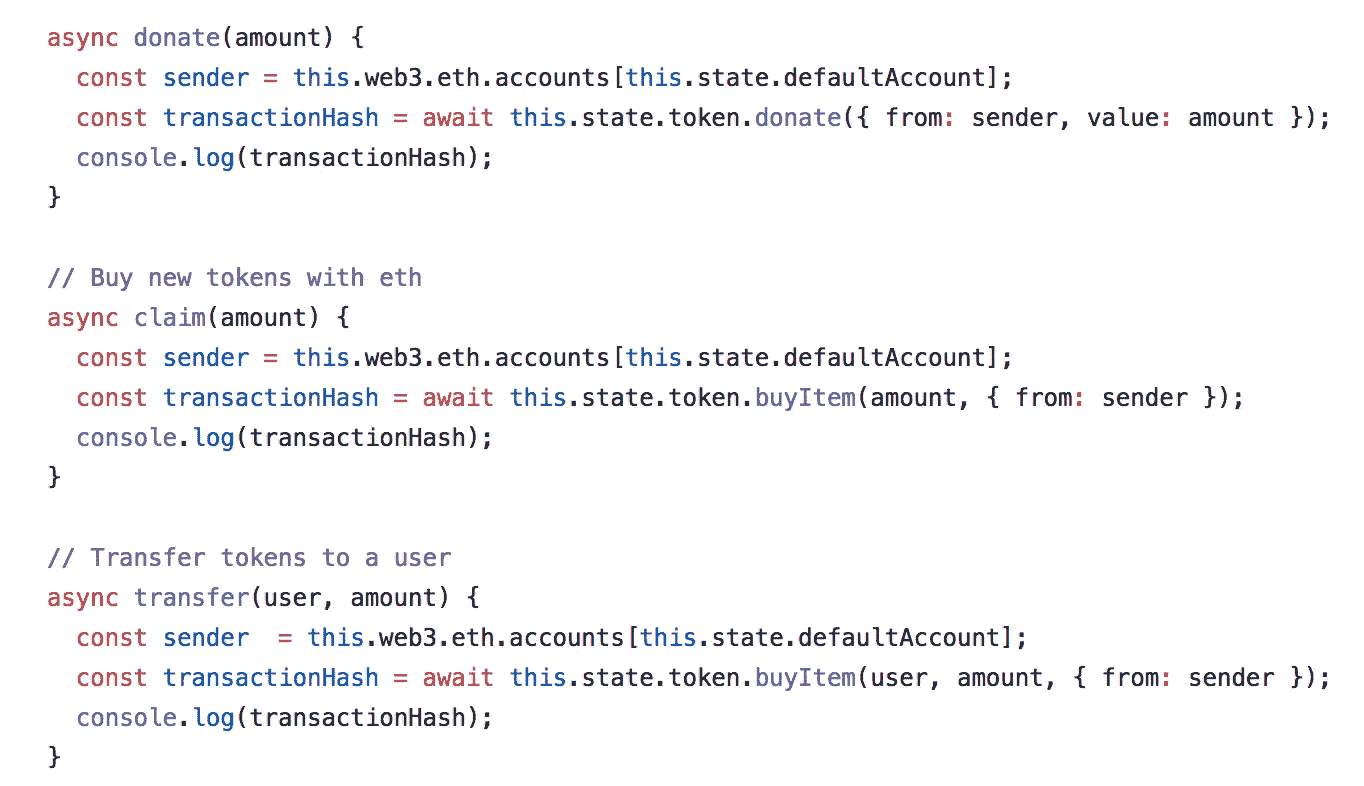 async donate(amount) {
  const sender = this.web3.eth.accounts[this.state.defaultAccount];
  const transactionHash = await this.state.token.donate({ from: sender, value: amount });
  console.log(transactionHash);
}

// Buy new tokens with eth
async claim(amount) {
  const sender = this.web3.eth.accounts[this.state.defaultAccount];
  const transactionHash = await this.state.token.buyItem(amount, { from: sender });
  console.log(transactionHash);
}

// Transfer tokens to a user
async transfer(user, amount) {
  const sender  = this.web3.eth.accounts[this.state.defaultAccount];
  const transactionHash = await this.state.token.buyItem(user, amount, { from: sender });
  console.log(transactionHash);
}